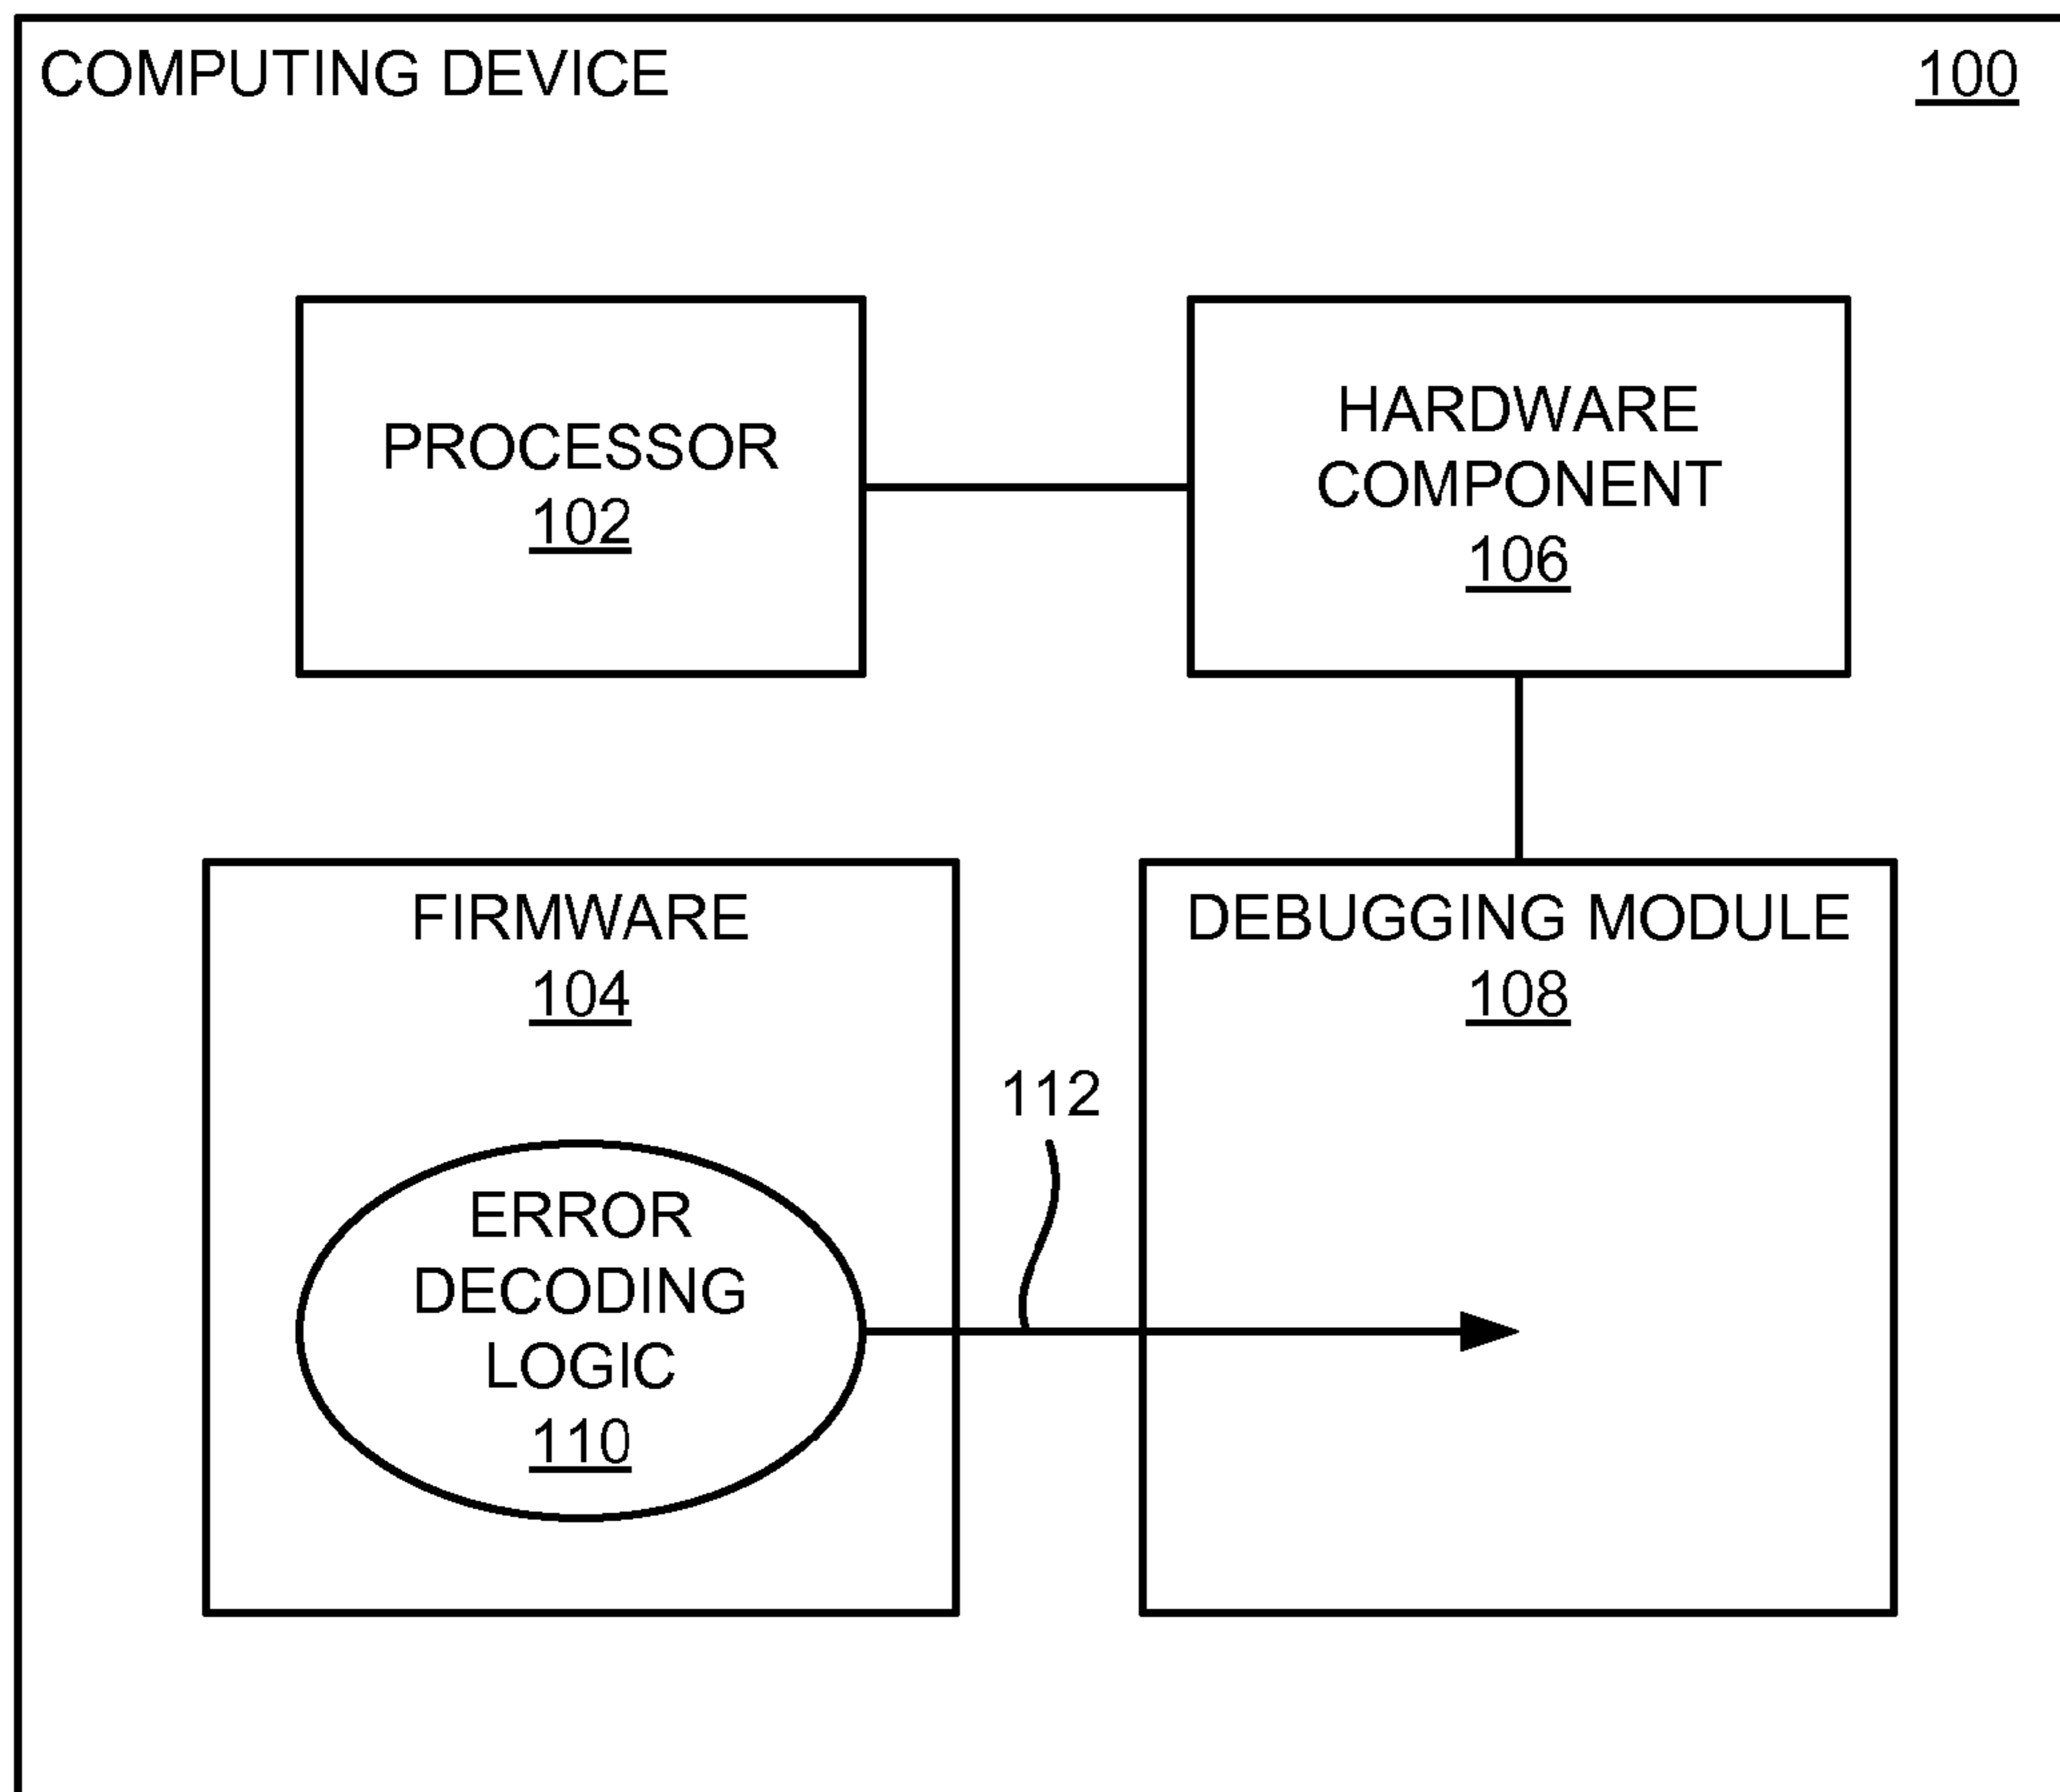 COMPUTING DEVICE
100
PROCESSOR
102
HARDWARE
COMPONENT
106
FIRMWARE
104
DEBUGGING MODULE
108
112
ERROR
DECODING
LOGIC
110